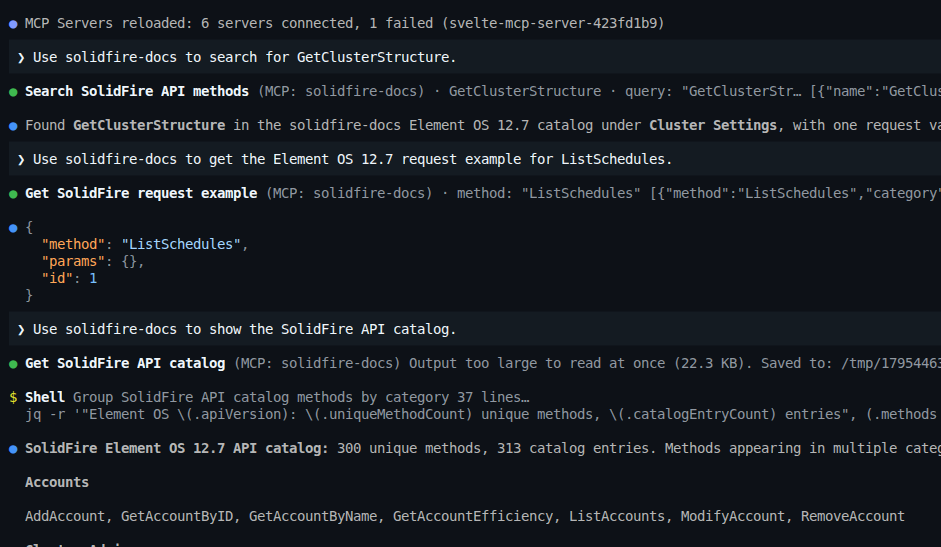 ● MCP Servers reloaded: 6 servers connected, 1 failed (svelte-mcp-server-423fd1b9)
❯ Use solidfire-docs to search for GetClusterStructure.
● Search SolidFire API methods (MCP: solidfire-docs) · GetClusterStructure · query: "GetClusterStr… [{"name":"GetClus
● Found GetClusterStructure in the solidfire-docs Element OS 12.7 catalog under Cluster Settings, with one request va
❯ Use solidfire-docs to get the Element OS 12.7 request example for ListSchedules.
● Get SolidFire request example (MCP: solidfire-docs) · method: "ListSchedules" [{"method":"ListSchedules","category"
● {
"method": "ListSchedules",
"params": {},
"id": 1
}
❯ Use solidfire-docs to show the SolidFire API catalog.
● Get SolidFire API catalog (MCP: solidfire-docs) Output too large to read at once (22.3 KB). Saved to: /tmp/17954463
$ Shell Group SolidFire API catalog methods by category 37 lines…
jq -r '"Element OS \(.apiVersion): \(.uniqueMethodCount) unique methods, \(.catalogEntryCount) entries", (.methods
● SolidFire Element OS 12.7 API catalog: 300 unique methods, 313 catalog entries. Methods appearing in multiple categ
Accounts
AddAccount, GetAccountByID, GetAccountByName, GetAccountEfficiency, ListAccounts, ModifyAccount, RemoveAccount